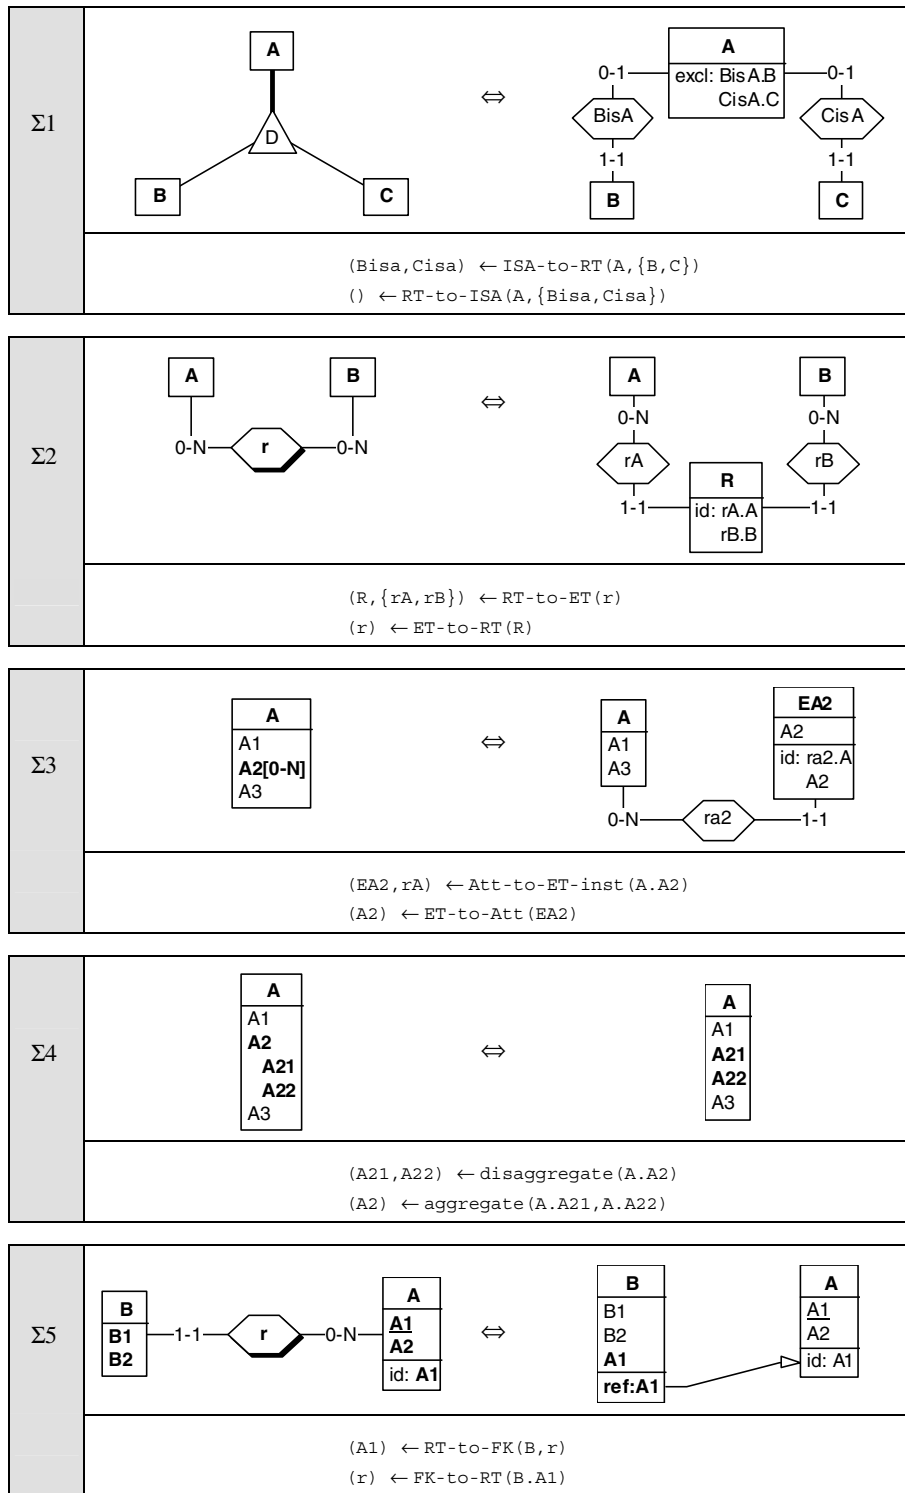 Σ1
A
D
B
C
⇔
A
excl: BisA.B
CisA.C
0-1
0-1
BisA
CisA
1-1
1-1
B
C
(Bisa,Cisa) ← ISA-to-RT(A,{B,C})
() ← RT-to-ISA(A,{Bisa,Cisa})
Σ2
A
B
0-N
r
0-N
⇔
A
B
0-N
0-N
rA
rB
R
1-1
id: rA.A
1-1
rB.B
(R,{rA,rB}) ← RT-to-ET(r)
(r) ← ET-to-RT(R)
Σ3
A
A1
A2[0-N]
A3
⇔
A
A1
A3
EA2
A2
id: ra2.A
A2
0-N
ra2
1-1
(EA2,rA) ← Att-to-ET-inst(A.A2)
(A2) ← ET-to-Att(EA2)
Σ4
A
A1
A2
A21
A22
A3
⇔
A
A1
A21
A22
A3
(A21,A22) ← disaggregate(A.A2)
(A2) ← aggregate(A.A21,A.A22)
Σ5
B
B1
B2
1-1
r
0-N
A
A1
A2
id: A1
⇔
B
B1
B2
A1
ref:A1
A
A1
A2
id: A1
(A1) ← RT-to-FK(B,r)
(r) ← FK-to-RT(B.A1)